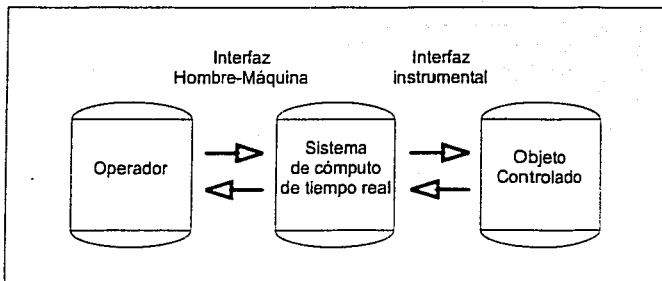 Interfaz
Hombre-Máquina
Interfaz
instrumental
Operador
Sistema
de cómputo
de tiempo real
Objeto
Controlado